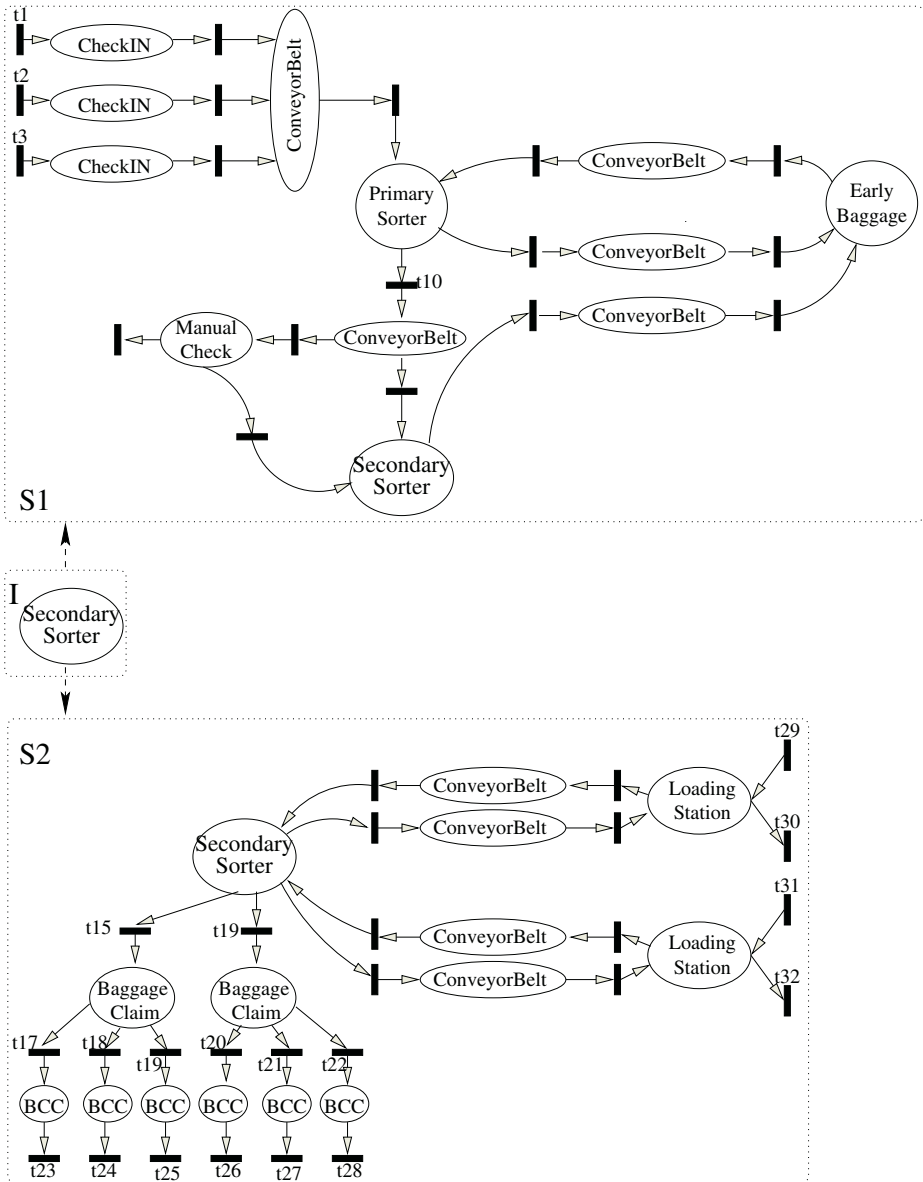 t1
CheckIN
t2
CheckIN
t3
CheckIN
ConveyorBelt
Primary
Sorter
ConveyorBelt
Early
Baggage
ConveyorBelt
t10
ConveyorBelt
Manual
Check
ConveyorBelt
Secondary
Sorter
S1
I
Secondary
Sorter
S2
t29
ConveyorBelt
Loading
Station
ConveyorBelt
t30
Secondary
Sorter
t31
t15
t19
ConveyorBelt
Loading
Station
ConveyorBelt
t32
Baggage
Claim
Baggage
Claim
t17
t18
t19
t20
t21
t22
BCC
BCC
BCC
BCC
BCC
BCC
t23
t24
t25
t26
t27
t28